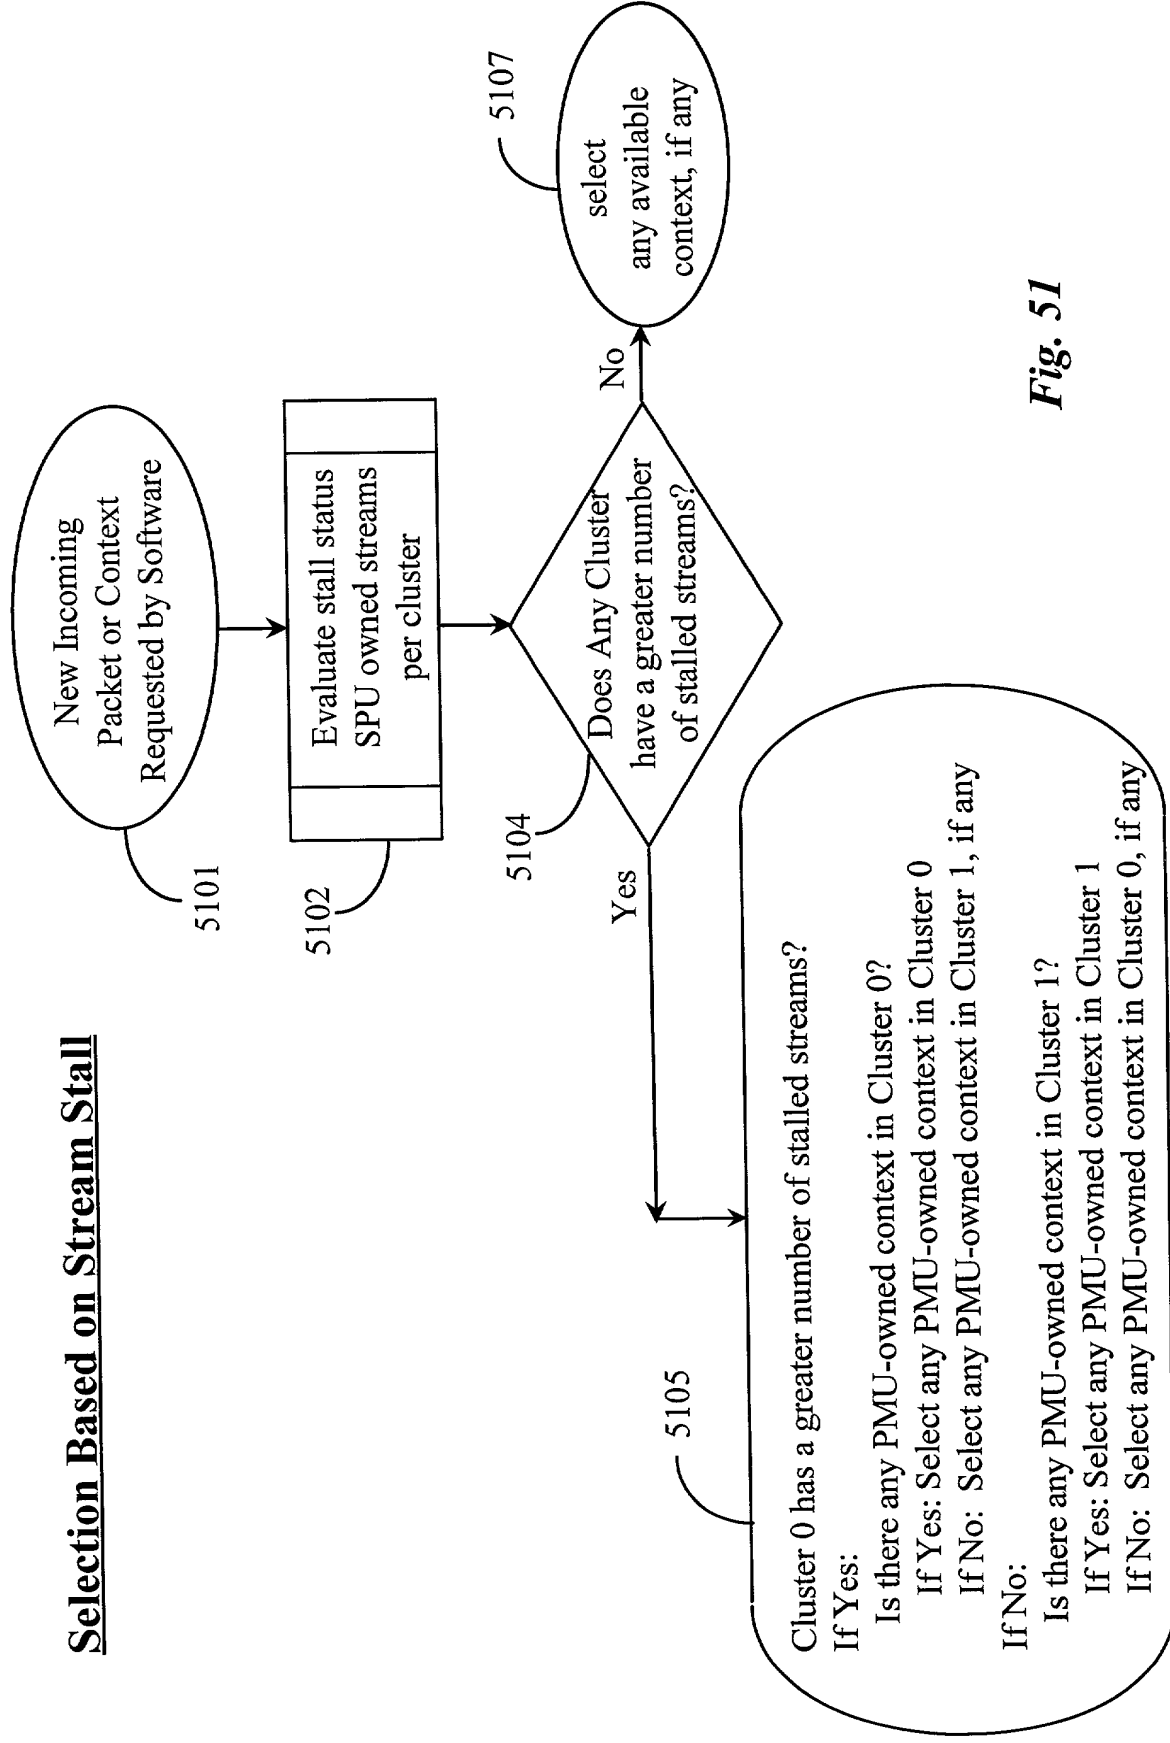 Selection Based on Stream Stall
New Incoming
Packet or Context
Requested by Software
5101
Evaluate stall status
SPU owned streams
per cluster
5102
Does Any Cluster
have a greater number
of stalled streams?
5104
No
select
any available
context, if any
5107
Yes
5105
Cluster 0 has a greater number of stalled streams?
If Yes:
Is there any PMU-owned context in Cluster 0?
If Yes: Select any PMU-owned context in Cluster 0
If No: Select any PMU-owned context in Cluster 1, if any
If No:
Is there any PMU-owned context in Cluster 1?
If Yes: Select any PMU-owned context in Cluster 1
If No: Select any PMU-owned context in Cluster 0, if any
Fig. 51